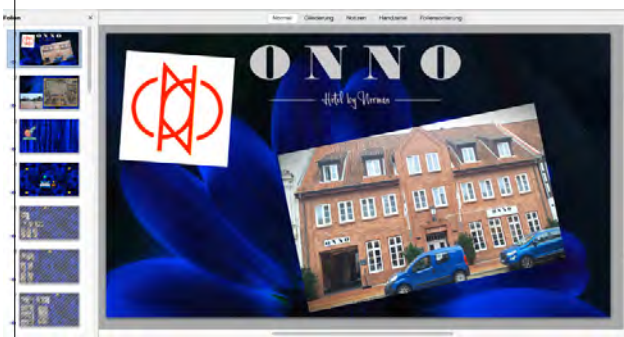 Folien ×
Normal Gliederung Notizen Handzettel Foliensortierung
ONNO
Hotel by Norman
ONNO
ONNO